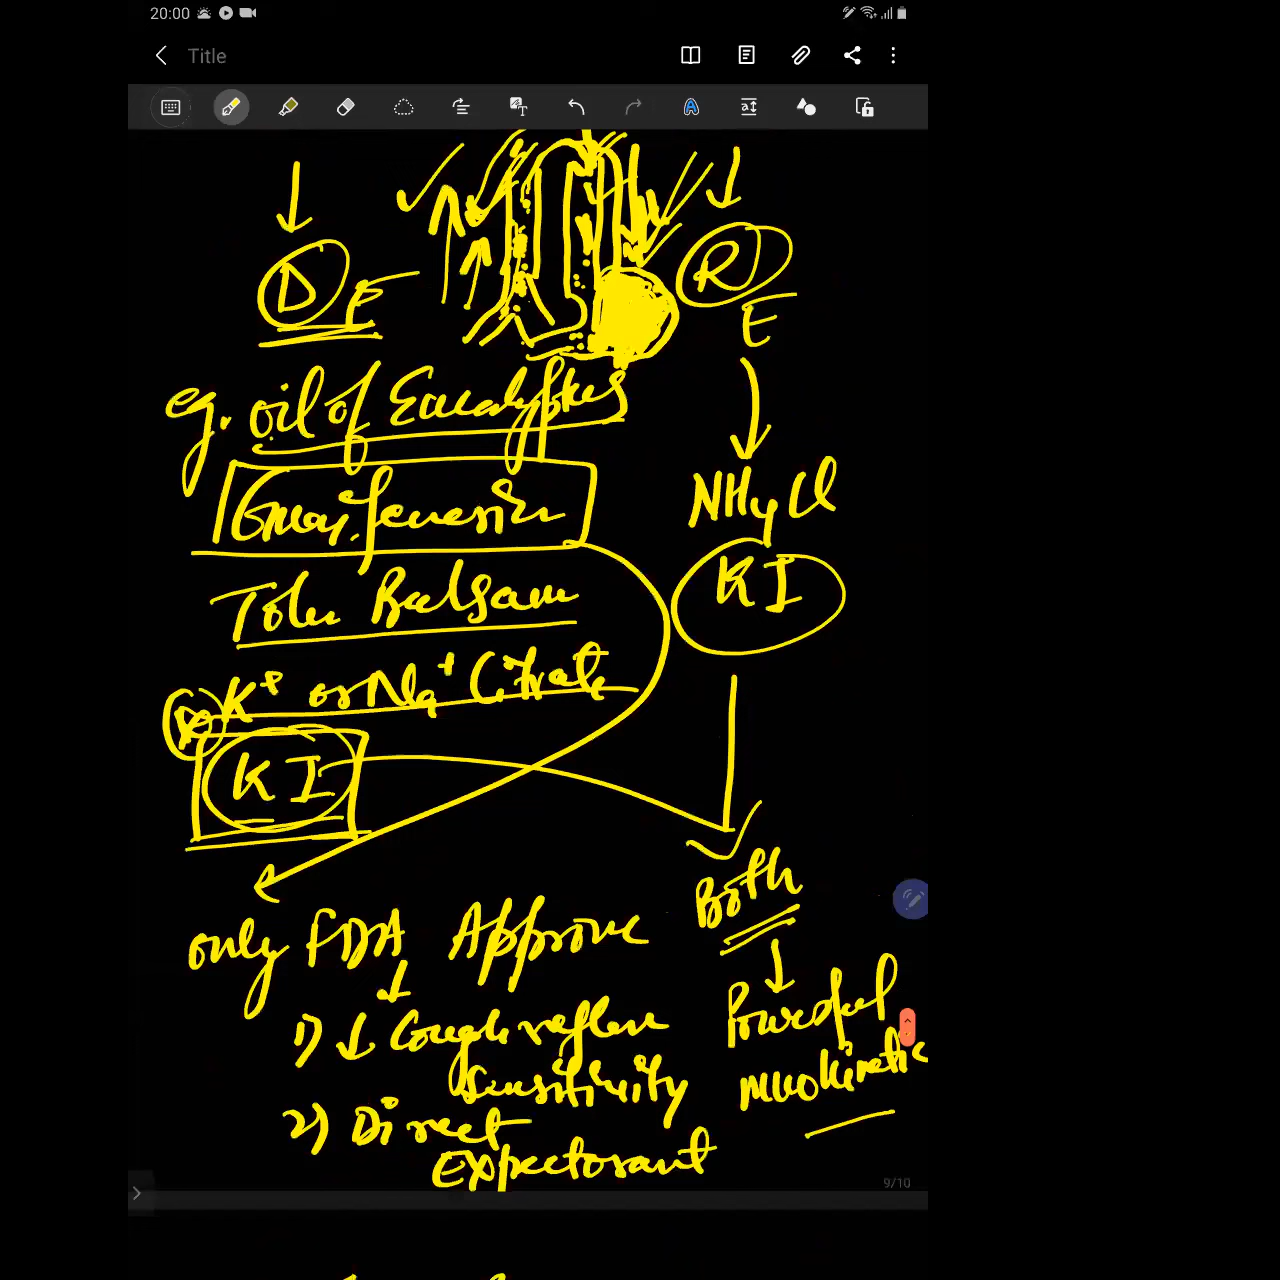 20:00
Title
D E
R E
eg. oil of Eucalyptus
Guaifenesin
Tolu Balsam
K+ or Na+ Citrate
KI
NH4Cl
KI
Both
Powerful
mucokinetic
only FDA Approve
1) ↓ Cough reflex
Sensitivity
2) Direct
Expectorant
9/10